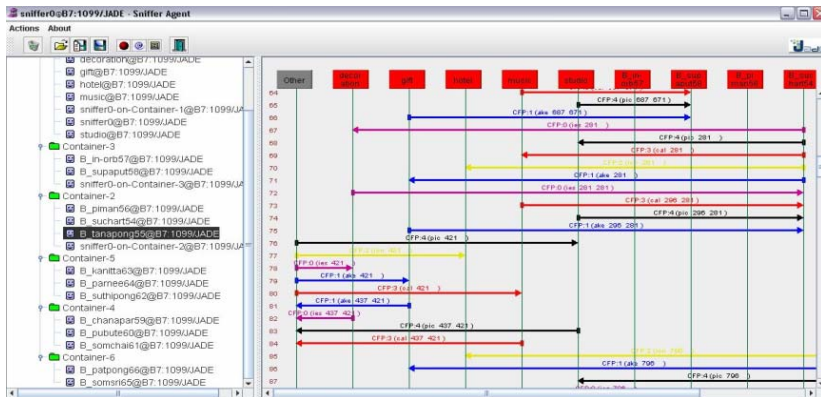 sniffer0@B7:1099/JADE - Sniffer Agent
Actions About
decoration@B7:1099/JADE
gift@B7:1099/JADE
hotel@B7:1099/JADE
music@B7:1099/JADE
sniffer0-on-Container-1@B7:1099/JA
sniffer0@B7:1099/JADE
studio@B7:1099/JADE
Container-3
B_in-orb57@B7:1099/JADE
B_supaput58@B7:1099/JADE
sniffer0-on-Container-3@B7:1099/JA
Container-2
B_piman56@B7:1099/JADE
B_suchart54@B7:1099/JADE
B_tanapong55@B7:1099/JADE
sniffer0-on-Container-2@B7:1099/JA
Container-5
B_kanitta63@B7:1099/JADE
B_parnee64@B7:1099/JADE
B_suthipong62@B7:1099/JADE
Container-4
B_chanapar59@B7:1099/JADE
B_pubute60@B7:1099/JADE
B_somchai61@B7:1099/JADE
Container-6
B_patpong66@B7:1099/JADE
B_somsri65@B7:1099/JADE
Other decor ation gift hotel music studio B_in- orb57 B_sup aput58 B_pi B_suc hart54
64
65 CFP:4 (pic 687 671)
66 CFP:1 (ake 687 671)
67 CFP:0 (ies 281 )
68 CFP:4 (pic 281 )
69 CFP:3 (cal 281 )
70
71 CFP:1 (ake 281 )
72 CFP:0 (ies 281 281 )
73 CFP:3 (cal 296 281)
74 CFP:4 (pic 296 281)
75 CFP:1 (ake 296 281)
76 CFP:4 (pic 421 )
77
78 CFP:0 (ies 421 )
79 CFP:1 (ake 421 )
80 CFP:3 (cal 421 )
81 CFP:1 (ake 437 421)
82 CFP:0 (ies 437 421)
83 CFP:4 (pic 437 421)
84 CFP:3 (cal 437 421)
85
86 CFP:1 (ake 796 )
87 CFP:4 (pic 796